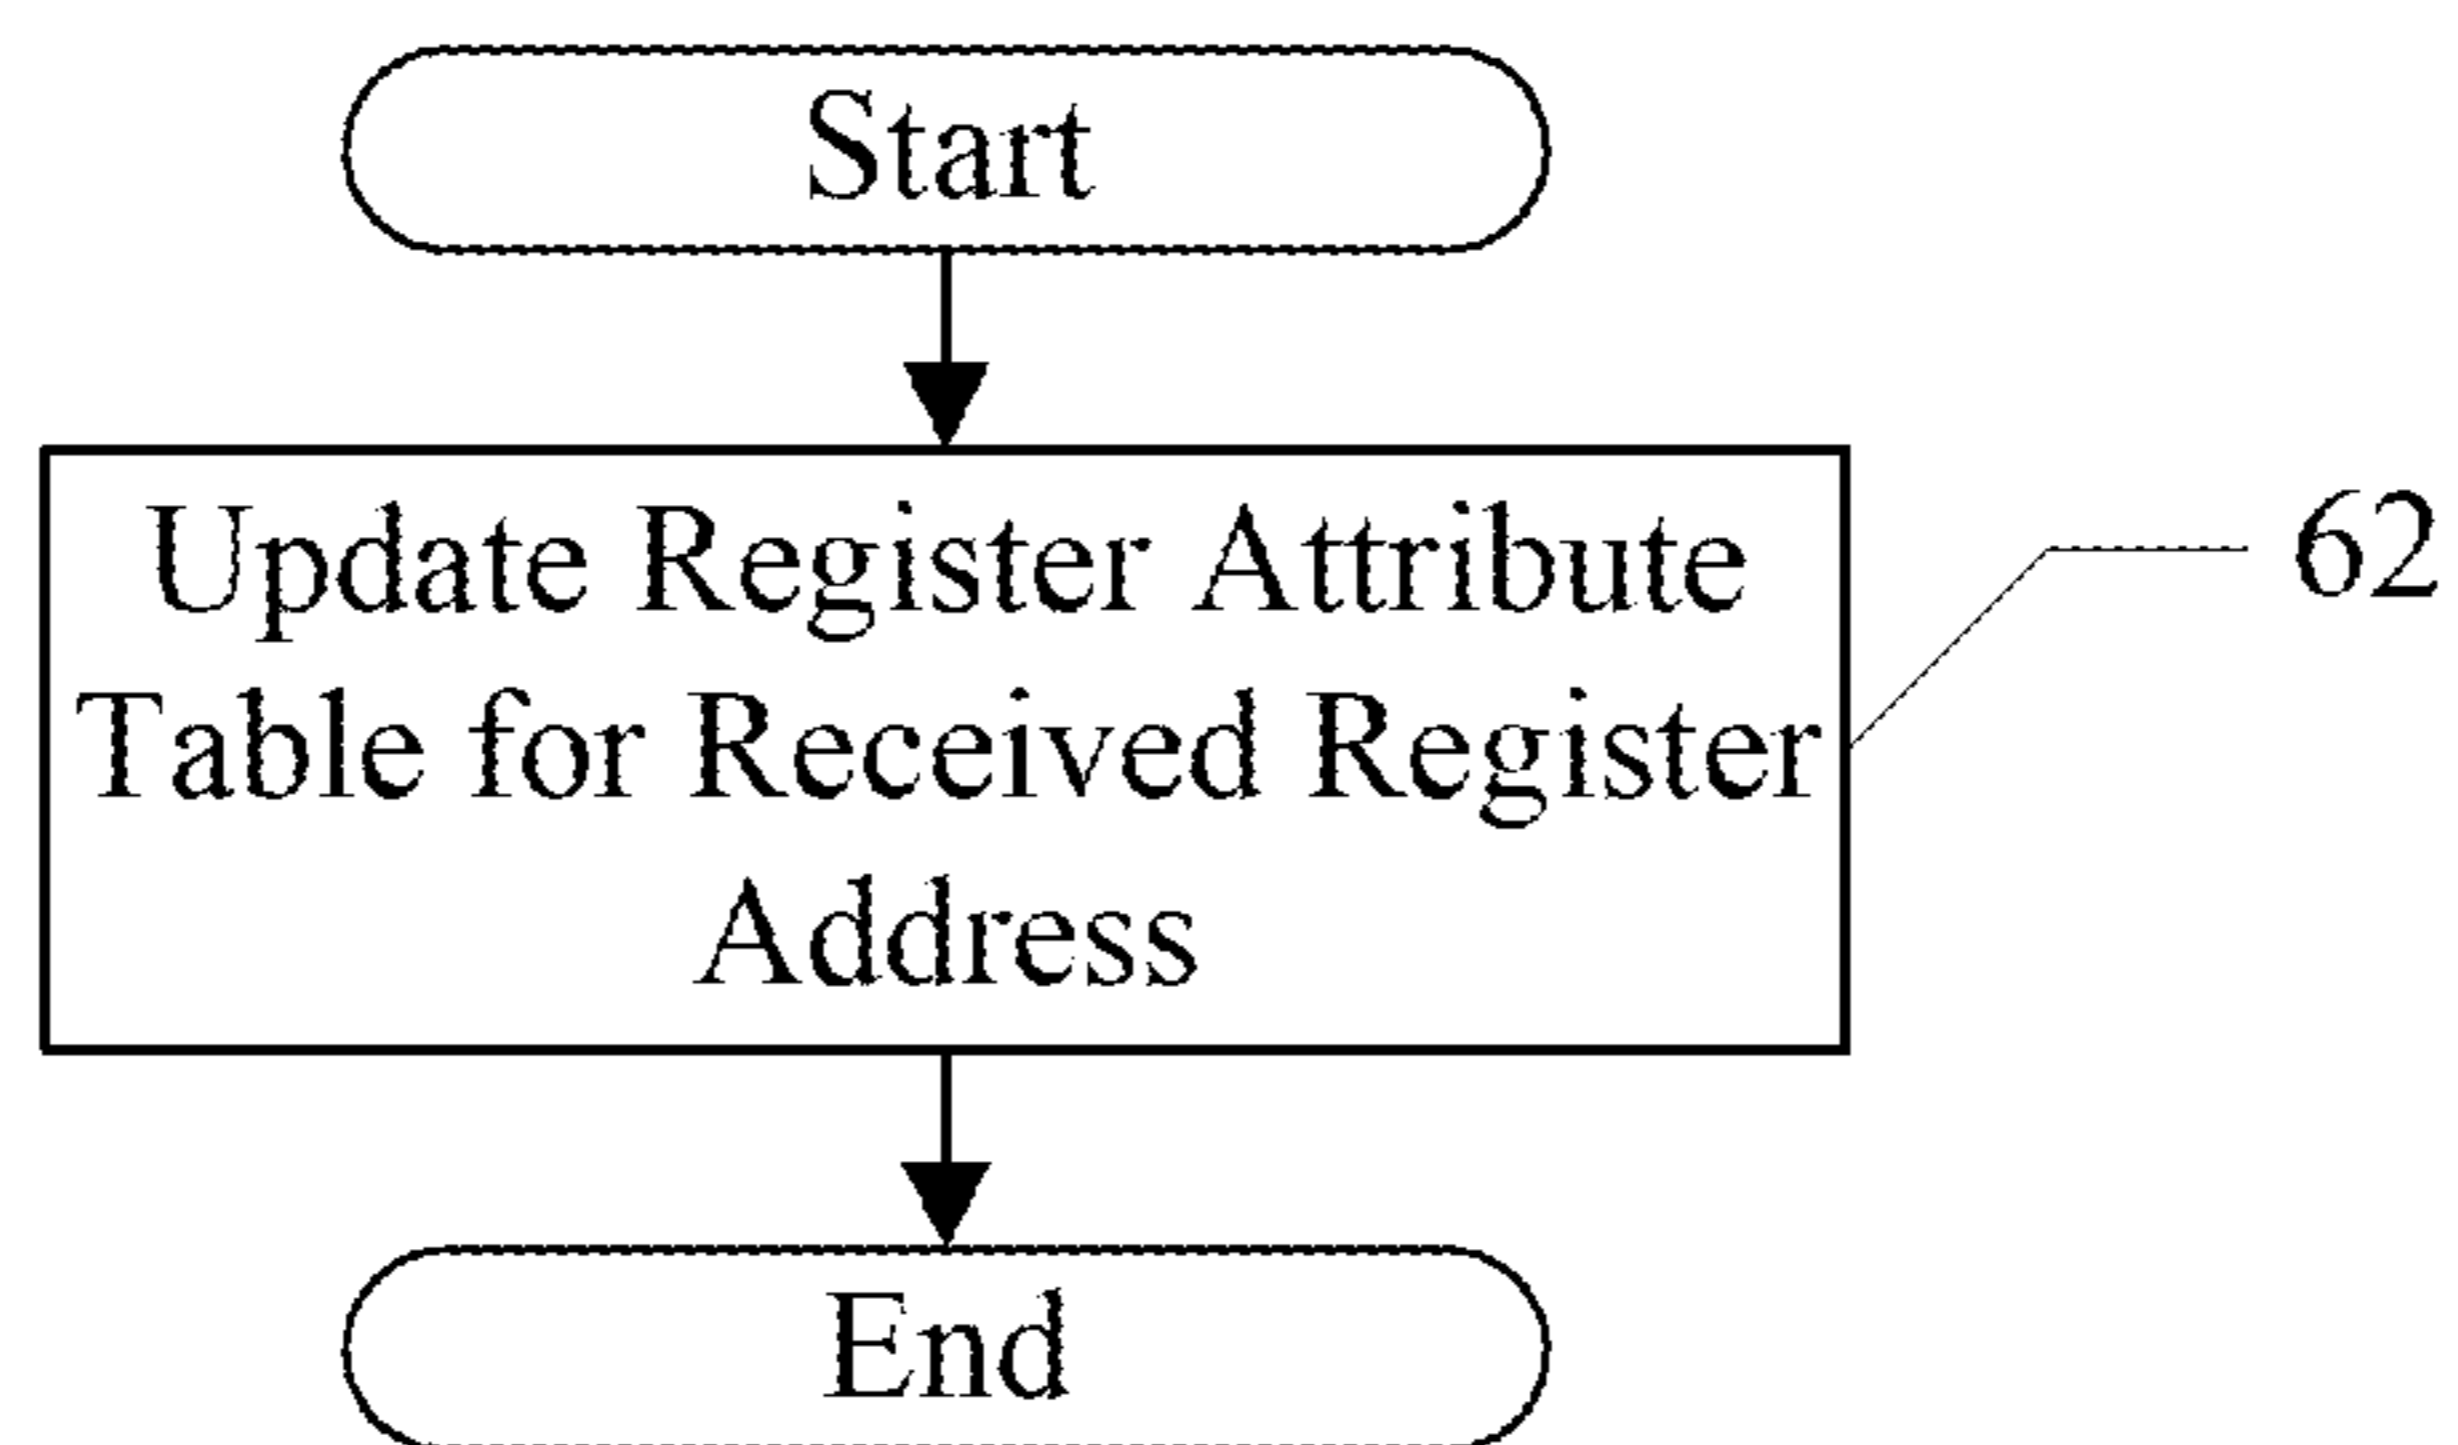 Start
Update Register Attribute
Table for Received Register
Address
62
End